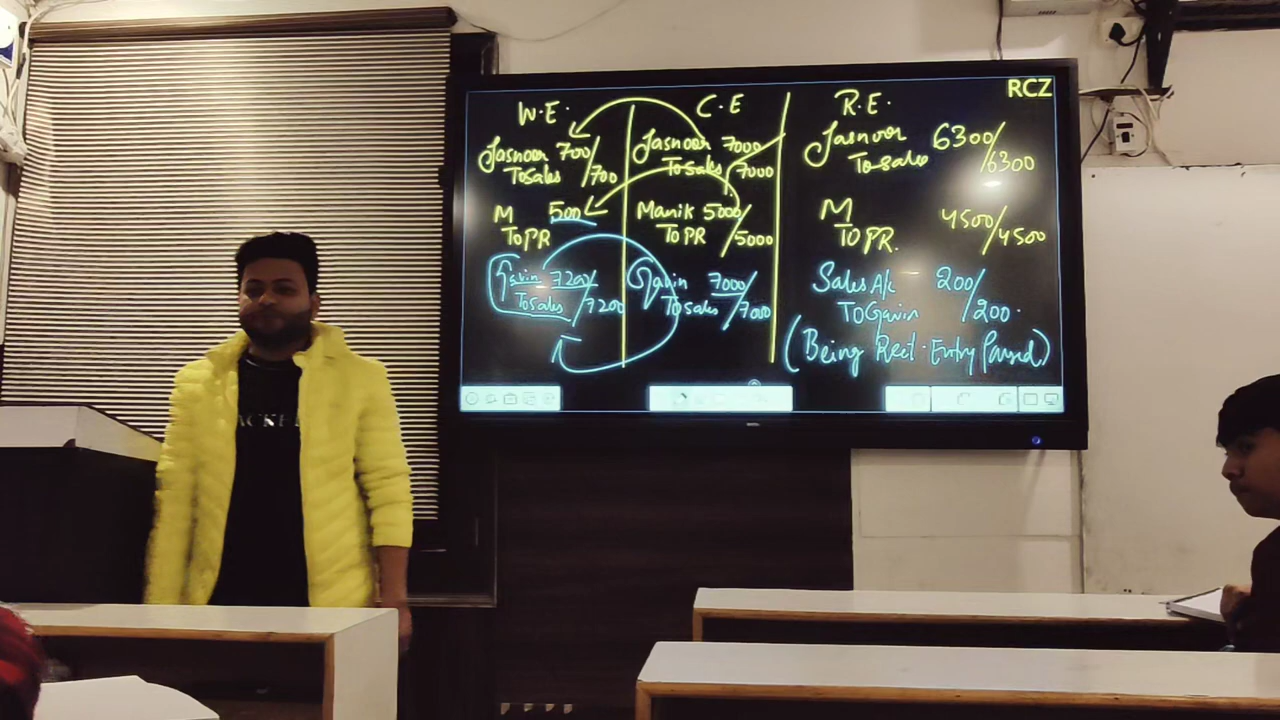 RCZ
W.E.
Jasnoor 700/
To Sales /700
M 500
To PR
Gavin 7200/
To Sales /7200
C.E
Jasnoor 7000
To Sales /7000
Manik 5000/
To PR /5000
Gavin 7000/
To Sales /7000
R.E.
Jasnoor 6300/
To sales /6300
M 4500/
To PR. /4500
Sales A/c 200/
To Gavin /200.
(Being Rect. Entry Passed)
ACKE